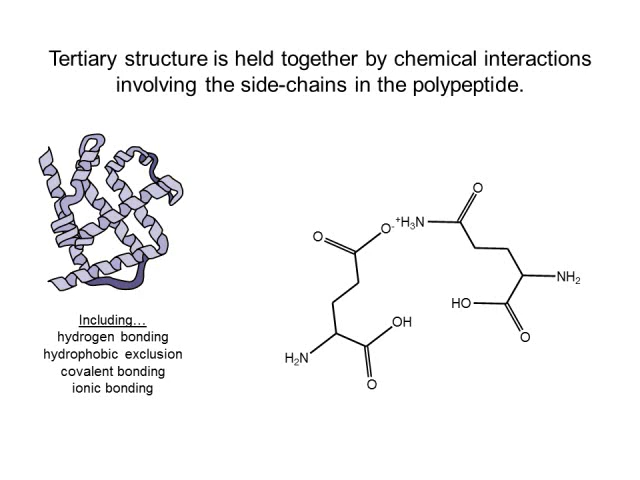 Tertiary structure is held together by chemical interactions
involving the side-chains in the polypeptide.
Including…
hydrogen bonding
hydrophobic exclusion
covalent bonding
ionic bonding
O
O-
+H3N
O
NH2
HO
O
OH
H2N
O